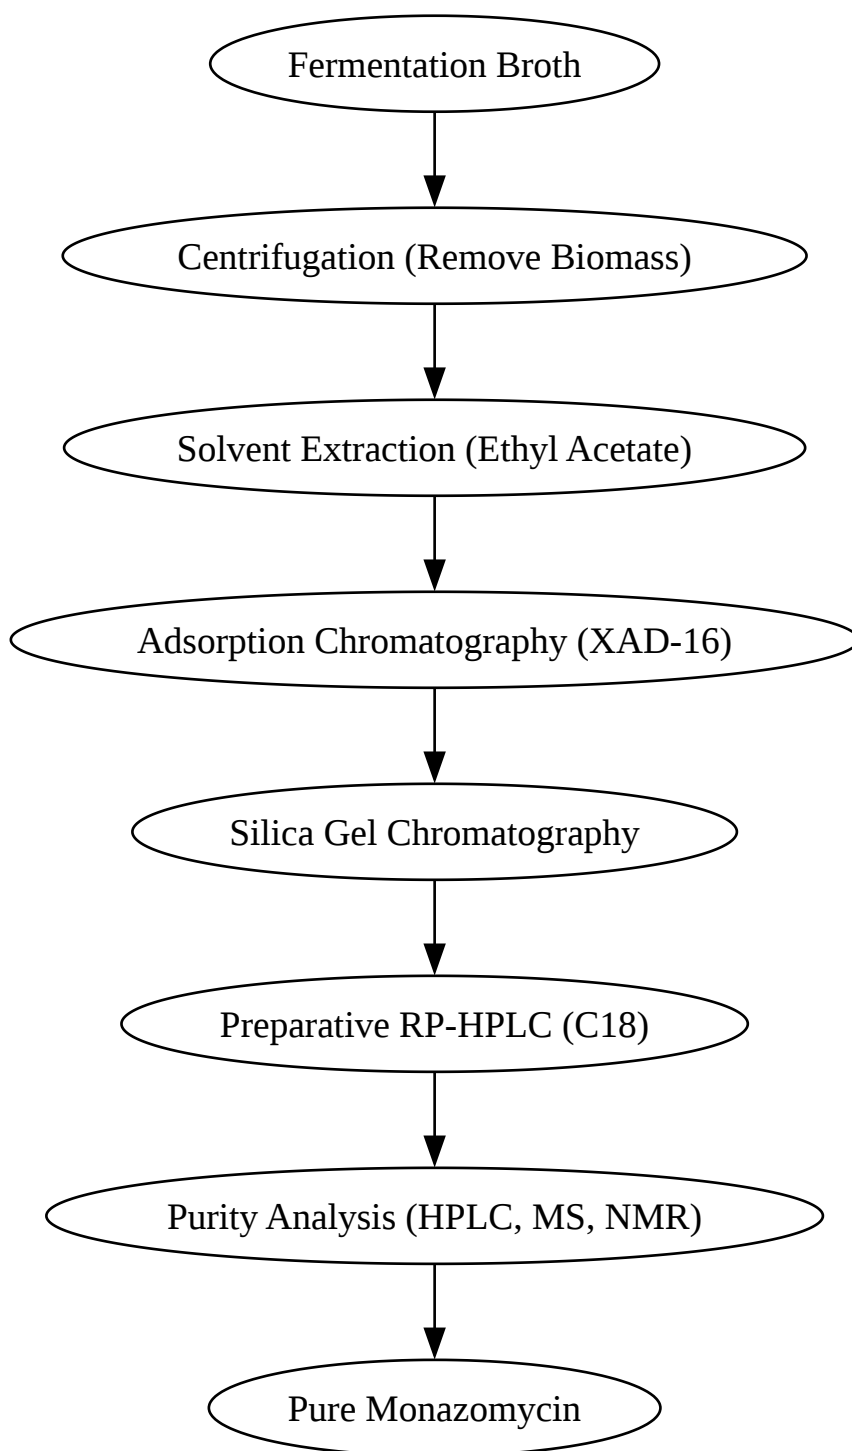 Fermentation Broth
Centrifugation (Remove Biomass)
Solvent Extraction (Ethyl Acetate)
Adsorption Chromatography (XAD-16)
Silica Gel Chromatography
Preparative RP-HPLC (C18)
Purity Analysis (HPLC, MS, NMR)
Pure Monazomycin